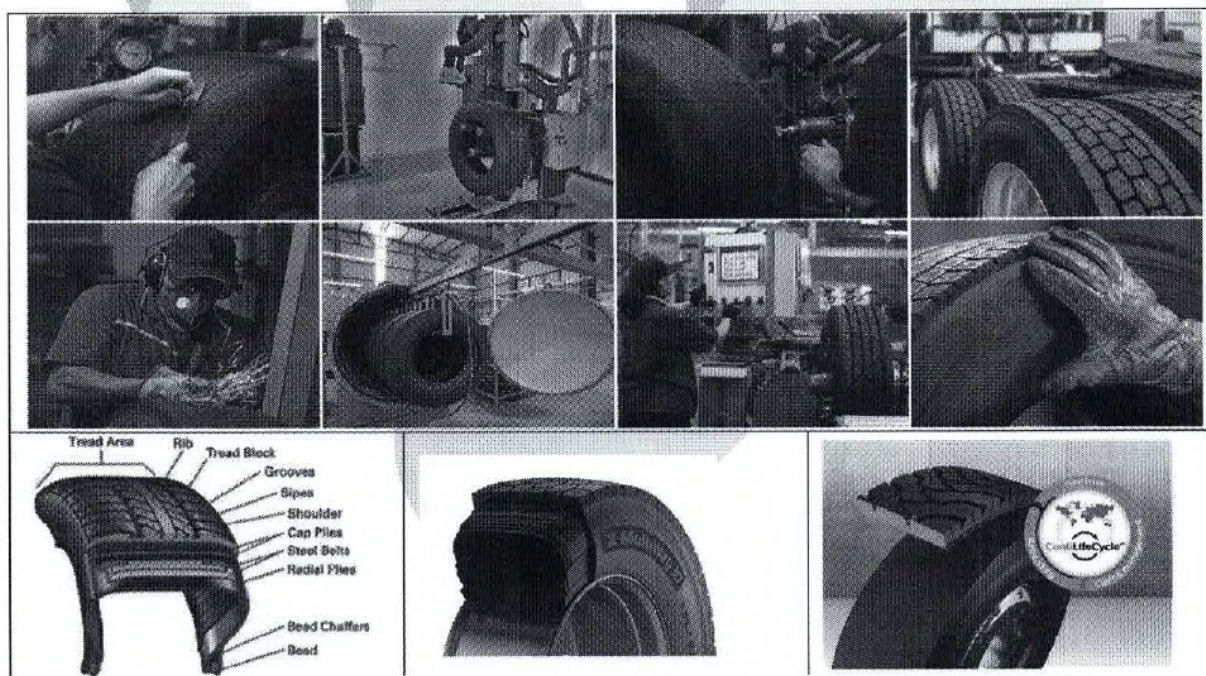 Tread Area
Rib
Tread Block
Grooves
Sipes
Shoulder
Cap Plies
Steel Belts
Radial Plies
Bead Chaffers
Bead
ContiLifeCycle